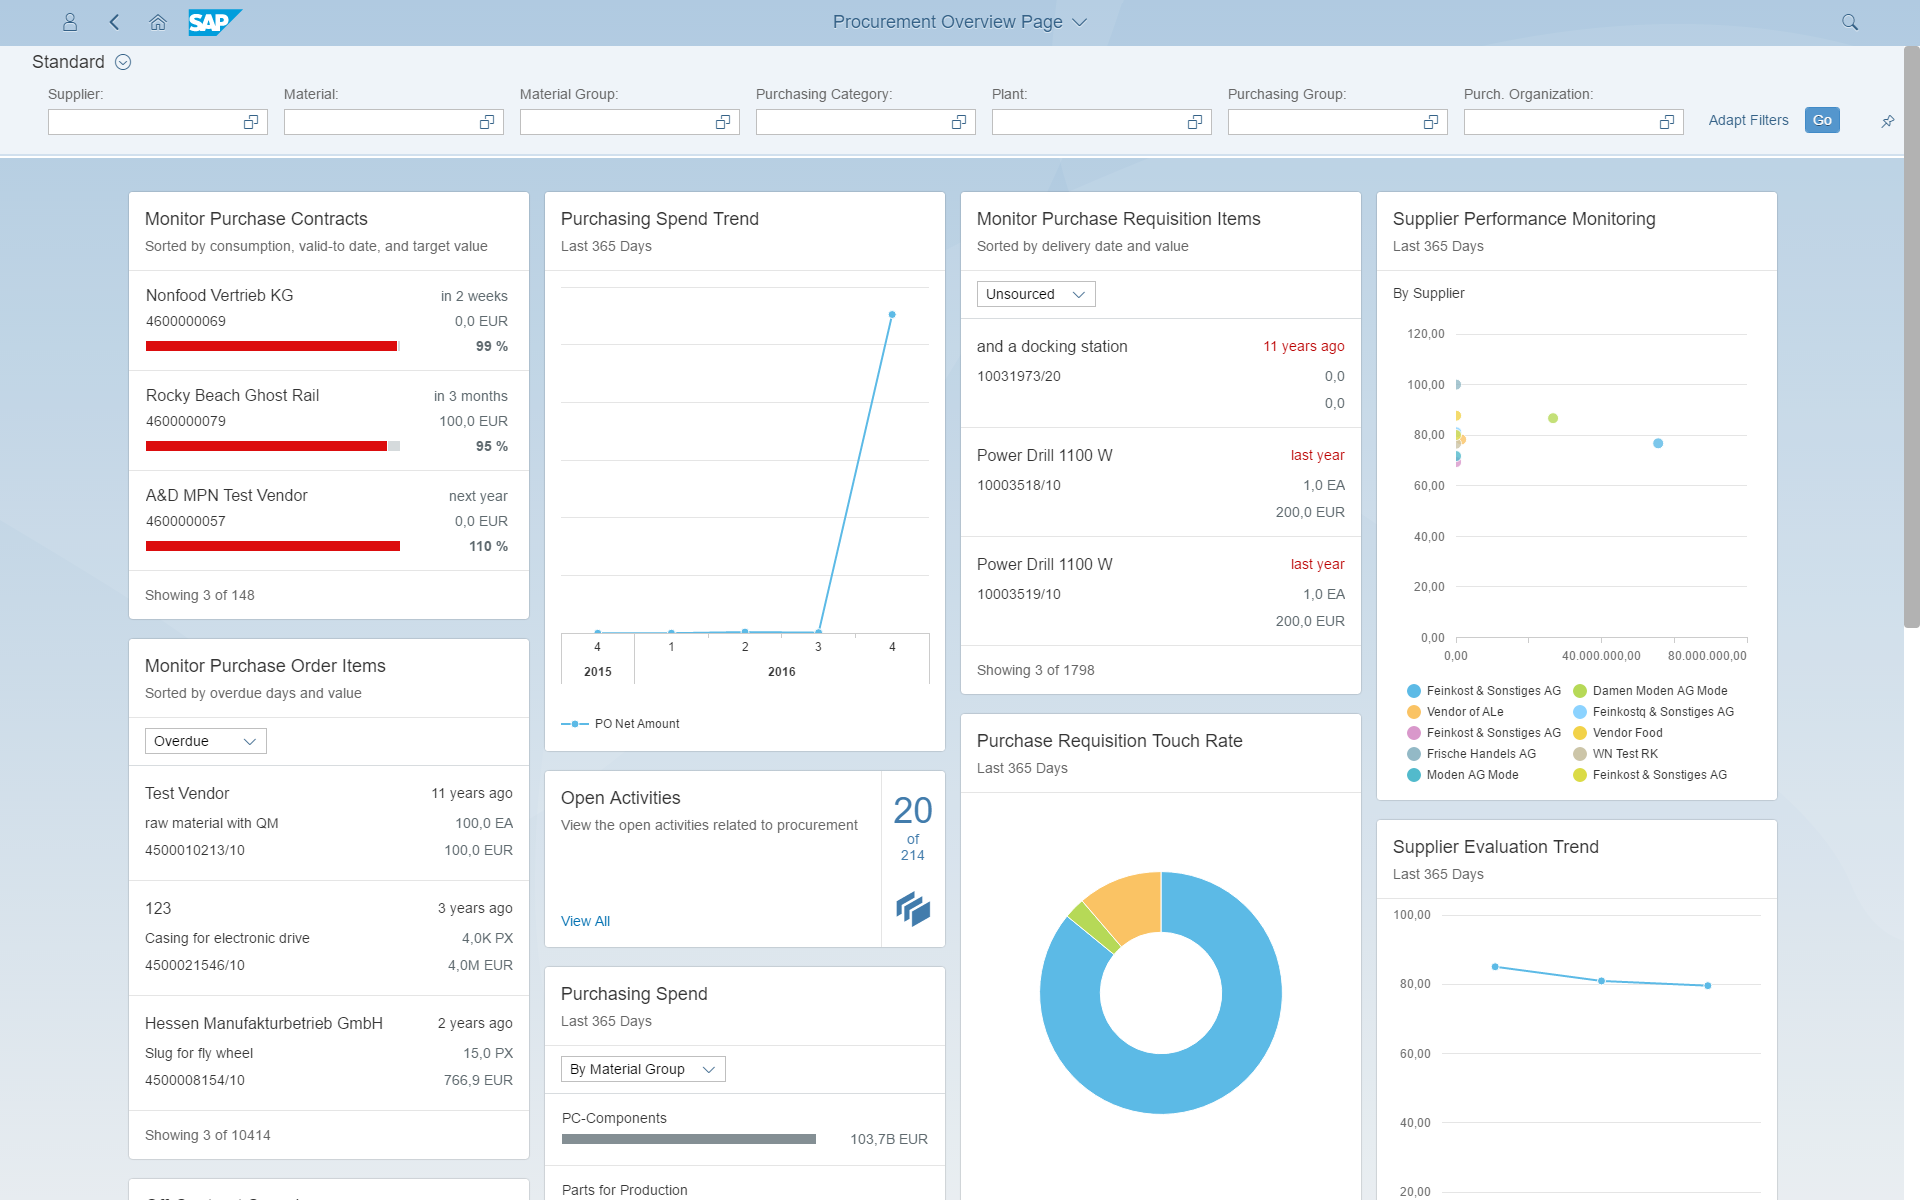 SAP
Procurement Overview Page
Standard
Supplier:
Material:
Material Group:
Purchasing Category:
Plant:
Purchasing Group:
Purch. Organization:
Adapt Filters
Go
Monitor Purchase Contracts
Sorted by consumption, valid-to date, and target value
Nonfood Vertrieb KG in 2 weeks
4600000069 0,0 EUR
99 %
Rocky Beach Ghost Rail in 3 months
4600000079 100,0 EUR
95 %
A&D MPN Test Vendor next year
4600000057 0,0 EUR
110 %
Showing 3 of 148
Monitor Purchase Order Items
Sorted by overdue days and value
Overdue
Test Vendor 11 years ago
raw material with QM 100,0 EA
4500010213/10 100,0 EUR
123 3 years ago
Casing for electronic drive 4,0K PX
4500021546/10 4,0M EUR
Hessen Manufakturbetrieb GmbH 2 years ago
Slug for fly wheel 15,0 PX
4500008154/10 766,9 EUR
Showing 3 of 10414
Purchasing Spend Trend
Last 365 Days
4 1 2 3 4
2015 2016
PO Net Amount
Open Activities
View the open activities related to procurement
View All
20
of
214
Purchasing Spend
Last 365 Days
By Material Group
PC-Components
103,7B EUR
Parts for Production
Monitor Purchase Requisition Items
Sorted by delivery date and value
Unsourced
and a docking station 11 years ago
10031973/20 0,0
0,0
Power Drill 1100 W last year
10003518/10 1,0 EA
200,0 EUR
Power Drill 1100 W last year
10003519/10 1,0 EA
200,0 EUR
Showing 3 of 1798
Purchase Requisition Touch Rate
Last 365 Days
Supplier Performance Monitoring
Last 365 Days
By Supplier
120,00
100,00
80,00
60,00
40,00
20,00
0,00
0,00 40.000.000,00 80.000.000,00
Feinkost & Sonstiges AG Damen Moden AG Mode
Vendor of ALe Feinkostq & Sonstiges AG
Feinkost & Sonstiges AG Vendor Food
Frische Handels AG WN Test RK
Moden AG Mode Feinkost & Sonstiges AG
Supplier Evaluation Trend
Last 365 Days
100,00
80,00
60,00
40,00
20,00